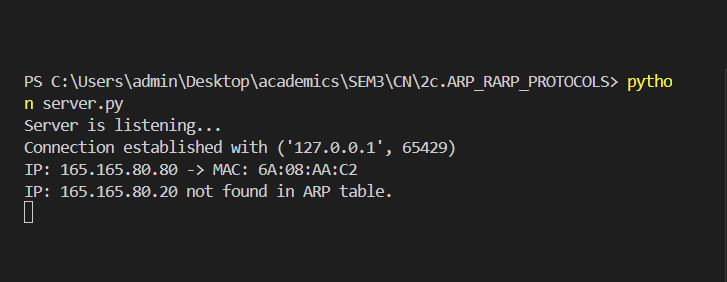 PS C:\Users\admin\Desktop\academics\SEM3\CN\2c.ARP_RARP_PROTOCOLS> pytho
n server.py
Server is listening...
Connection established with ('127.0.0.1', 65429)
IP: 165.165.80.80 -> MAC: 6A:08:AA:C2
IP: 165.165.80.20 not found in ARP table.